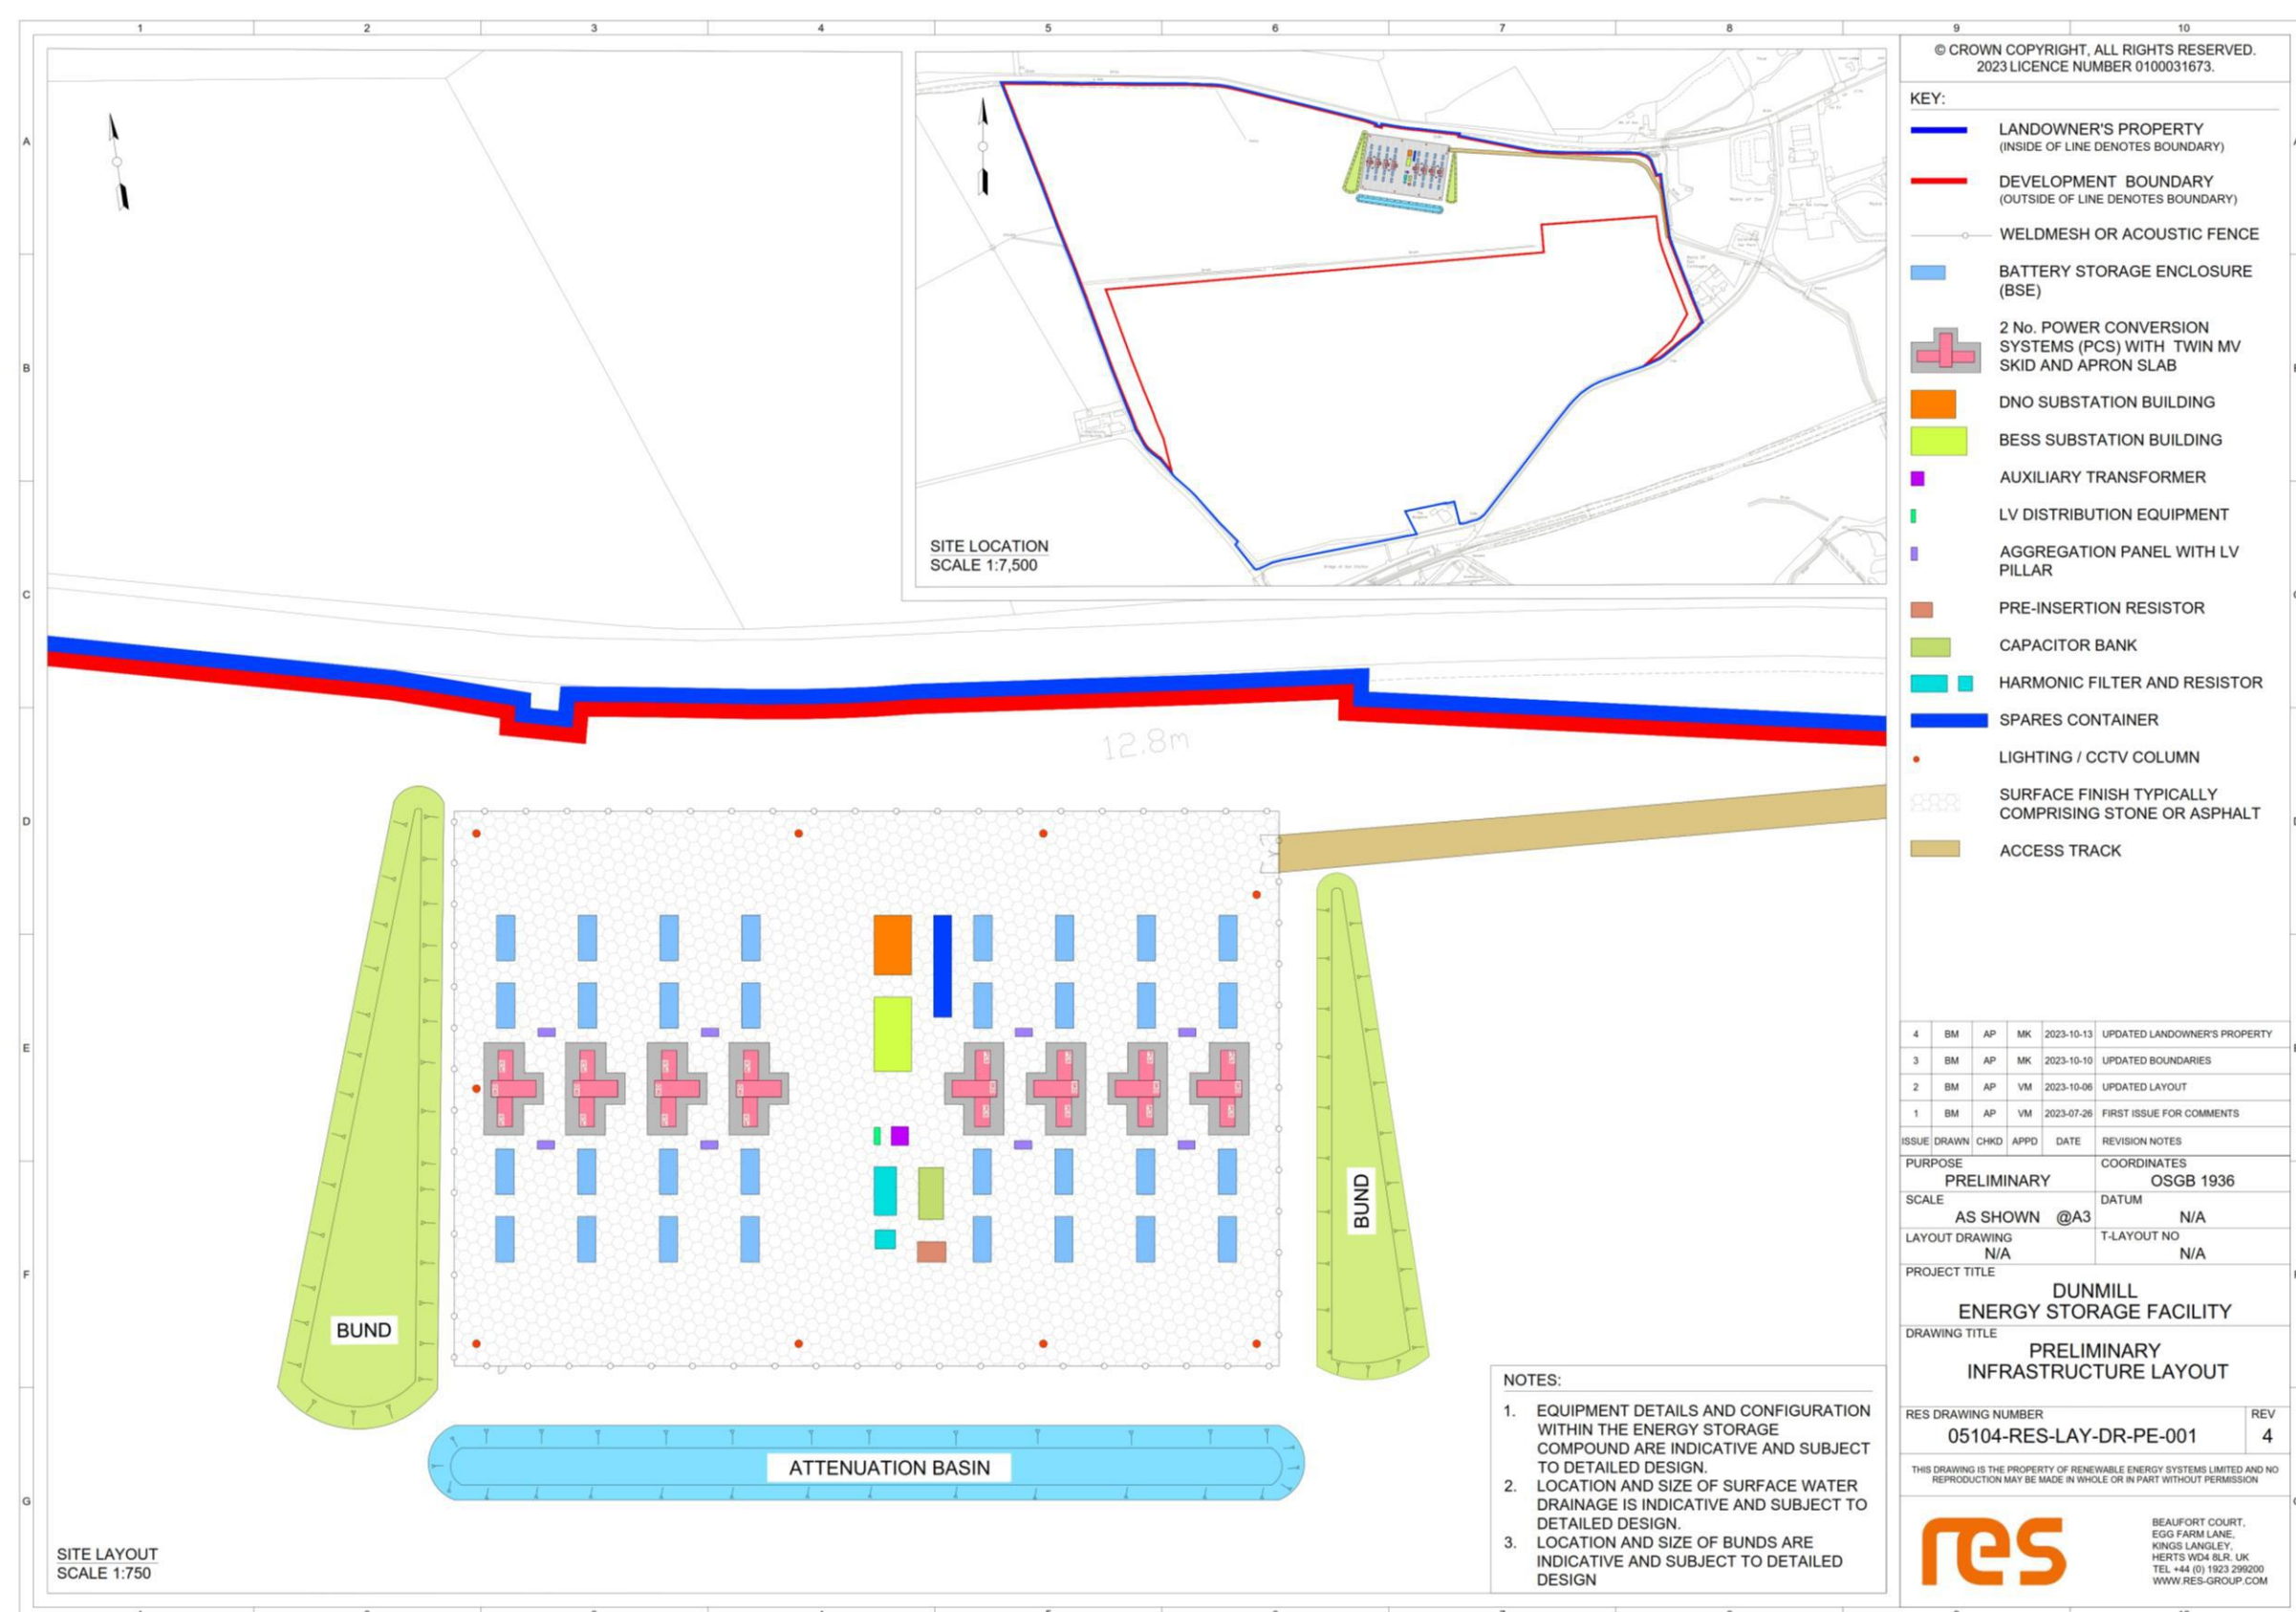 1 2 3 4 5 6 7 8 9 10
A
B
C
D
E
F
G
SITE LOCATION
SCALE 1:7,500
12.8m
BUND
BUND
ATTENUATION BASIN
SITE LAYOUT
SCALE 1:750
NOTES:
1. EQUIPMENT DETAILS AND CONFIGURATION
WITHIN THE ENERGY STORAGE
COMPOUND ARE INDICATIVE AND SUBJECT
TO DETAILED DESIGN.
2. LOCATION AND SIZE OF SURFACE WATER
DRAINAGE IS INDICATIVE AND SUBJECT TO
DETAILED DESIGN.
3. LOCATION AND SIZE OF BUNDS ARE
INDICATIVE AND SUBJECT TO DETAILED
DESIGN
© CROWN COPYRIGHT, ALL RIGHTS RESERVED.
2023 LICENCE NUMBER 0100031673.
KEY:
LANDOWNER'S PROPERTY
(INSIDE OF LINE DENOTES BOUNDARY)
DEVELOPMENT BOUNDARY
(OUTSIDE OF LINE DENOTES BOUNDARY)
WELDMESH OR ACOUSTIC FENCE
BATTERY STORAGE ENCLOSURE
(BSE)
2 No. POWER CONVERSION
SYSTEMS (PCS) WITH TWIN MV
SKID AND APRON SLAB
DNO SUBSTATION BUILDING
BESS SUBSTATION BUILDING
AUXILIARY TRANSFORMER
LV DISTRIBUTION EQUIPMENT
AGGREGATION PANEL WITH LV
PILLAR
PRE-INSERTION RESISTOR
CAPACITOR BANK
HARMONIC FILTER AND RESISTOR
SPARES CONTAINER
LIGHTING / CCTV COLUMN
SURFACE FINISH TYPICALLY
COMPRISING STONE OR ASPHALT
ACCESS TRACK
4 BM AP MK 2023-10-13 UPDATED LANDOWNER'S PROPERTY
3 BM AP MK 2023-10-10 UPDATED BOUNDARIES
2 BM AP VM 2023-10-06 UPDATED LAYOUT
1 BM AP VM 2023-07-26 FIRST ISSUE FOR COMMENTS
ISSUE DRAWN CHKD APPD DATE REVISION NOTES
PURPOSE COORDINATES
PRELIMINARY OSGB 1936
SCALE DATUM
AS SHOWN @A3 N/A
LAYOUT DRAWING T-LAYOUT NO
N/A N/A
PROJECT TITLE
DUNMILL
ENERGY STORAGE FACILITY
DRAWING TITLE
PRELIMINARY
INFRASTRUCTURE LAYOUT
RES DRAWING NUMBER REV
05104-RES-LAY-DR-PE-001 4
THIS DRAWING IS THE PROPERTY OF RENEWABLE ENERGY SYSTEMS LIMITED AND NO
REPRODUCTION MAY BE MADE IN WHOLE OR IN PART WITHOUT PERMISSION
res
BEAUFORT COURT,
EGG FARM LANE,
KINGS LANGLEY,
HERTS WD4 8LR. UK
TEL +44 (0) 1923 299200
WWW.RES-GROUP.COM